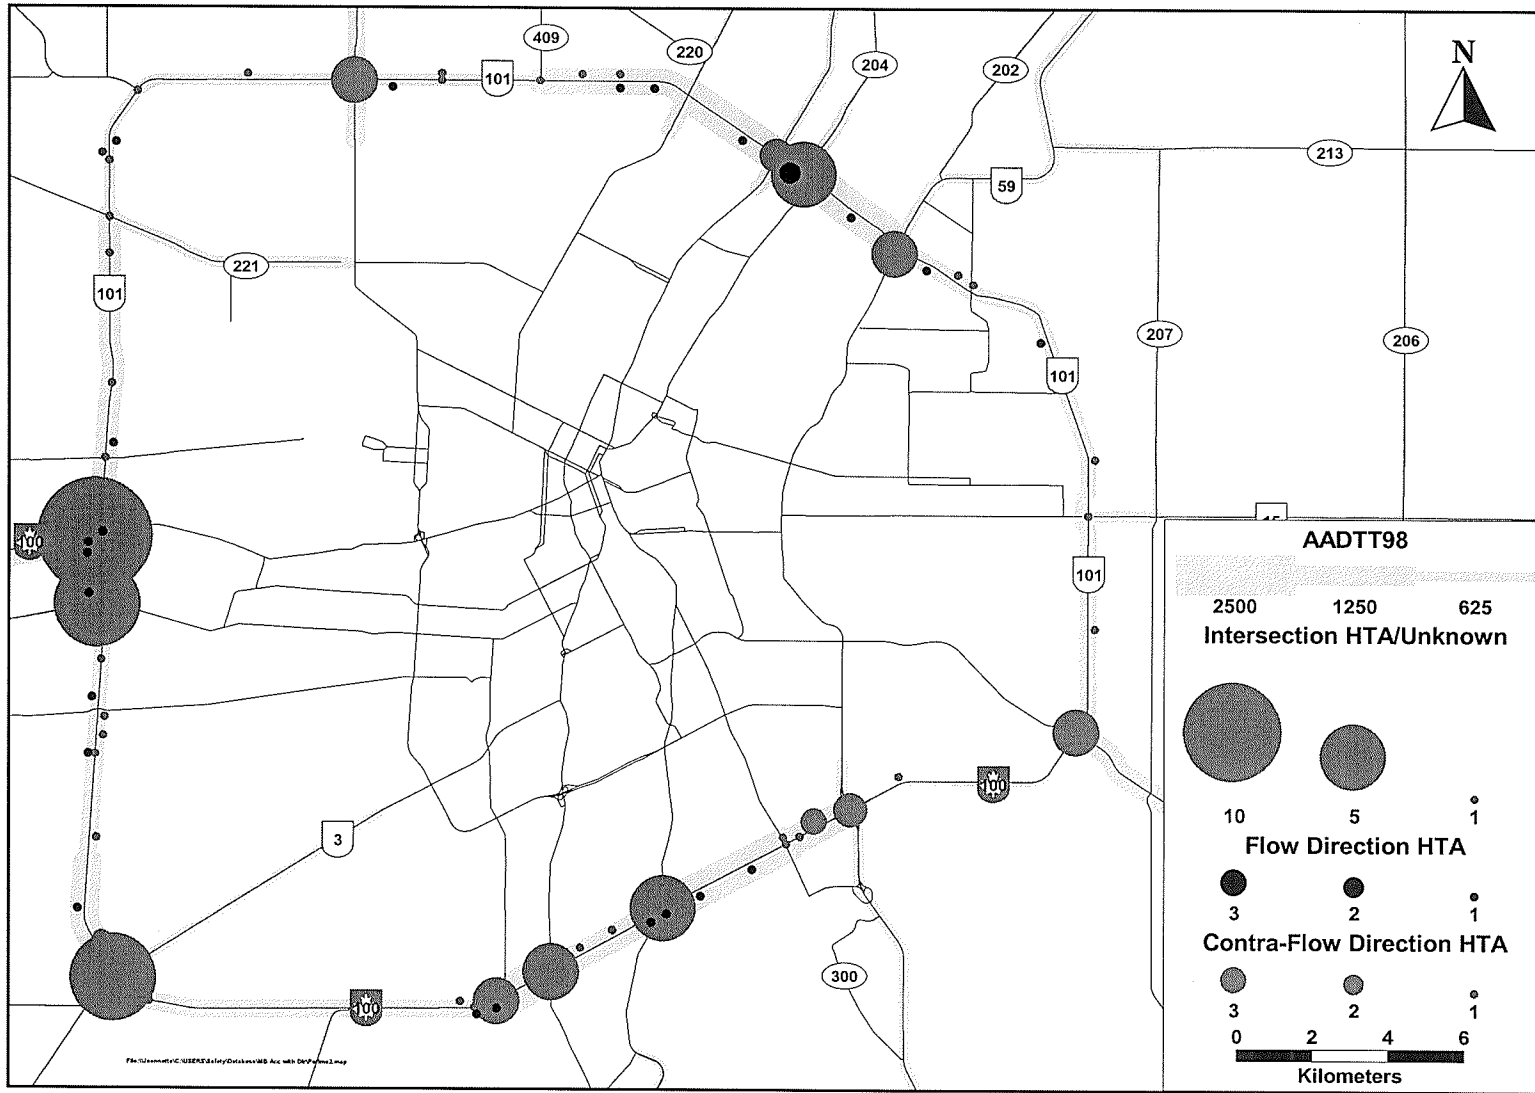 409
220
204
202
N
101
213
59
221
101
207
206
101
100
AADTT98
101
2500 1250 625
Intersection HTA/Unknown
10 5 1
Flow Direction HTA
3 2 1
Contra-Flow Direction HTA
3 2 1
0 2 4 6
Kilometers
100
3
300
100